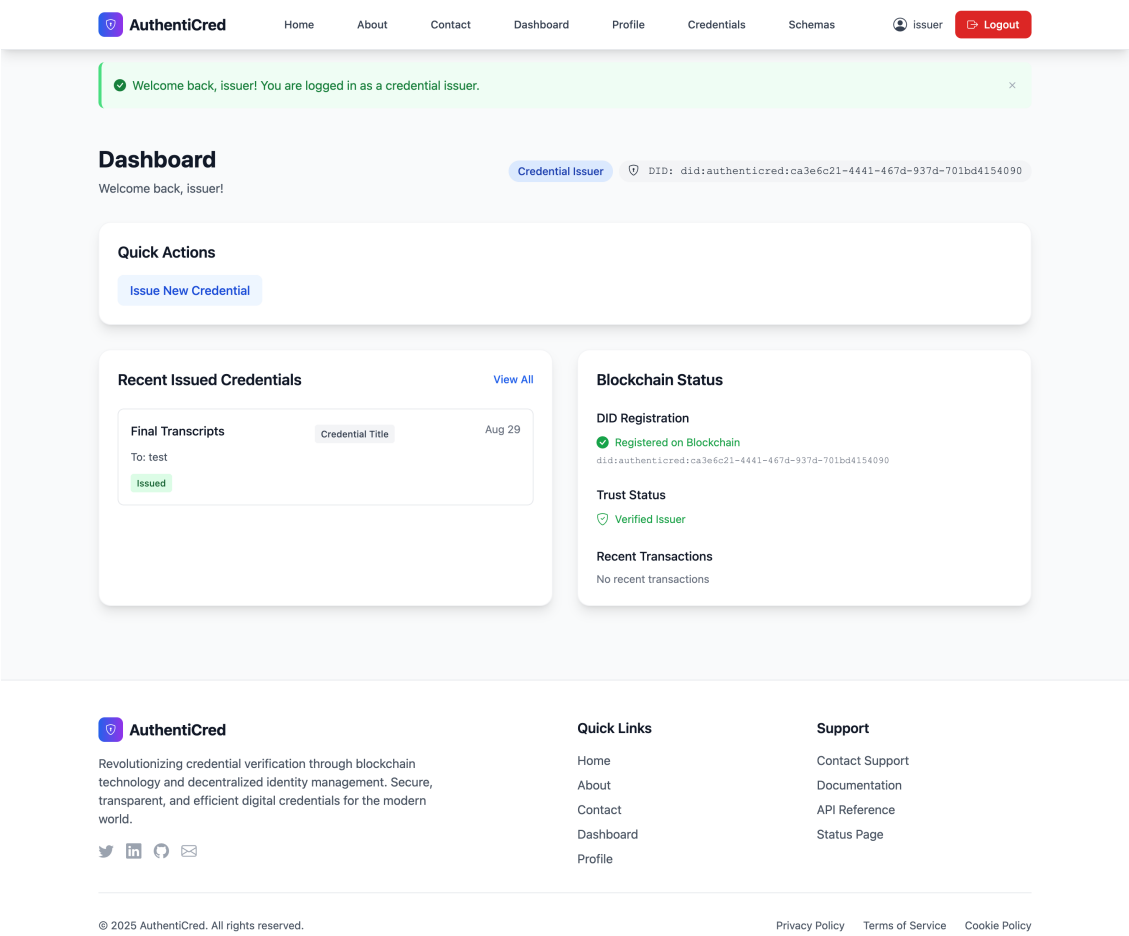 AuthentiCred
Home About Contact Dashboard Profile Credentials Schemas issuer Logout
Welcome back, issuer! You are logged in as a credential issuer. ×
Dashboard
Welcome back, issuer!
Credential Issuer DID: did:authenticred:ca3e6c21-4441-467d-937d-701bd4154090
Quick Actions
Issue New Credential
Recent Issued Credentials View All
Final Transcripts Credential Title Aug 29
To: test
Issued
Blockchain Status
DID Registration
Registered on Blockchain
did:authenticred:ca3e6c21-4441-467d-937d-701bd4154090
Trust Status
Verified Issuer
Recent Transactions
No recent transactions
AuthentiCred
Revolutionizing credential verification through blockchain
technology and decentralized identity management. Secure,
transparent, and efficient digital credentials for the modern
world.
Quick Links
Home
About
Contact
Dashboard
Profile
Support
Contact Support
Documentation
API Reference
Status Page
© 2025 AuthentiCred. All rights reserved.
Privacy Policy Terms of Service Cookie Policy